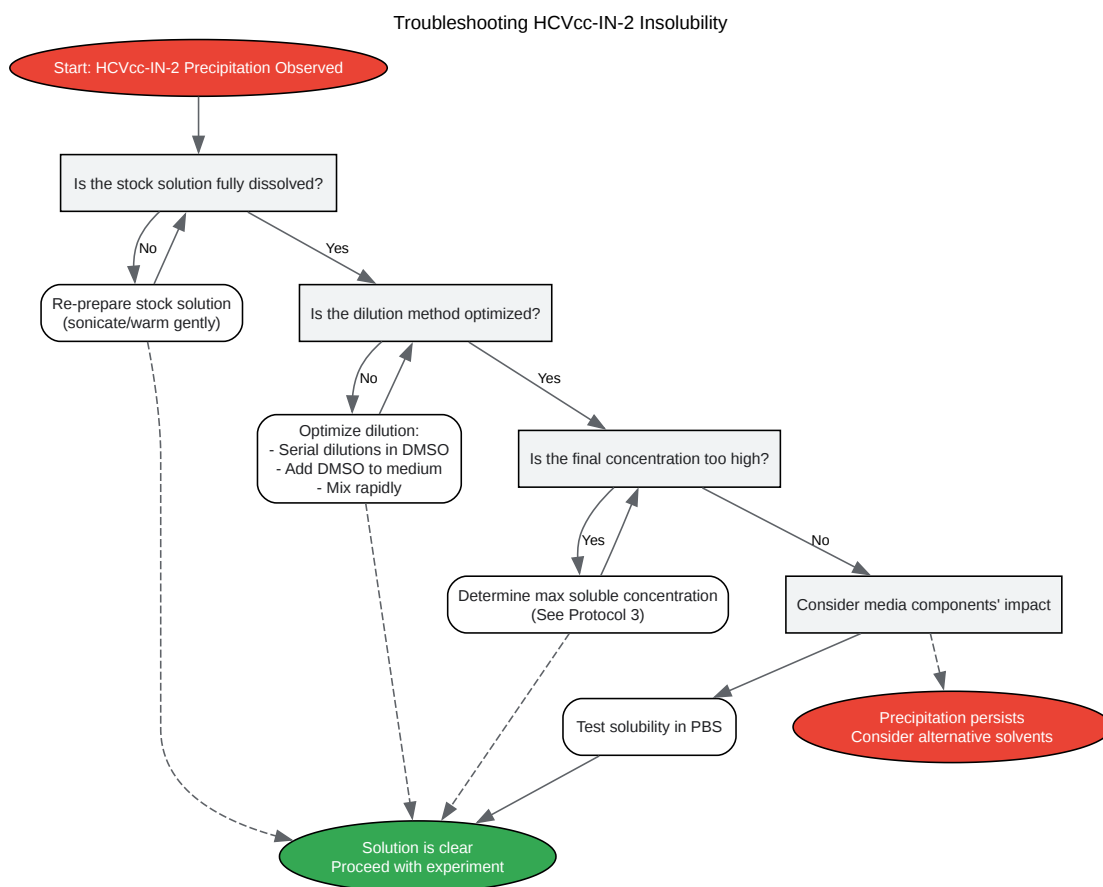 Troubleshooting HCVcc-IN-2 Insolubility
Start: HCVcc-IN-2 Precipitation Observed
Is the stock solution fully dissolved?
No
Yes
Re-prepare stock solution
(sonicate/warm gently)
Is the dilution method optimized?
No
Yes
Optimize dilution:
- Serial dilutions in DMSO
- Add DMSO to medium
- Mix rapidly
Is the final concentration too high?
Yes
No
Determine max soluble concentration
(See Protocol 3)
Consider media components' impact
Test solubility in PBS
Precipitation persists
Consider alternative solvents
Solution is clear
Proceed with experiment